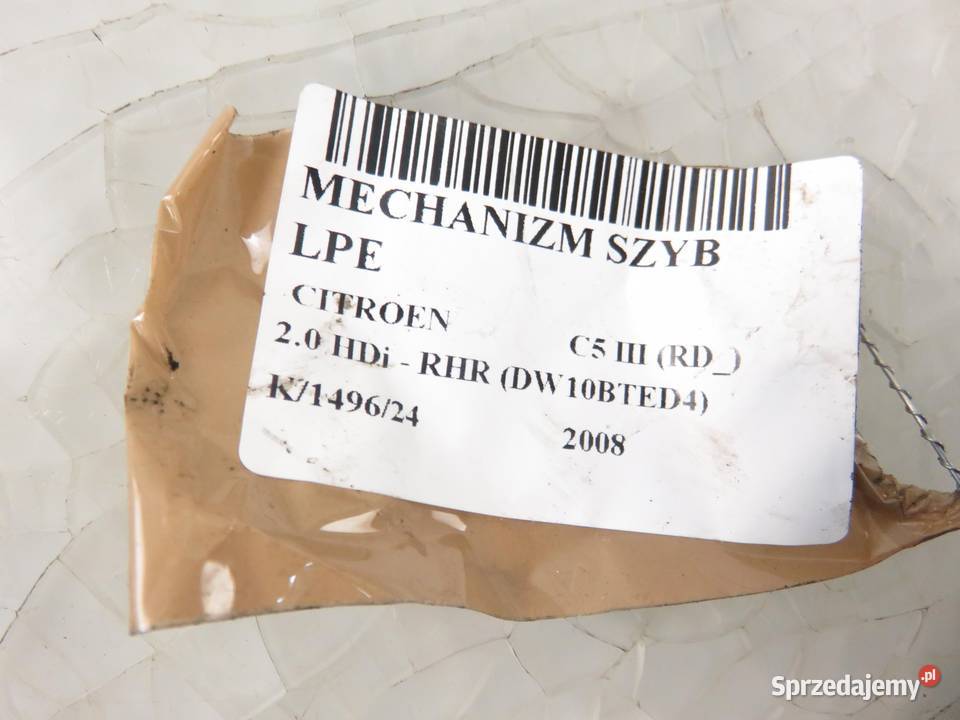 MECHANIZM SZYB
LPE
CITROEN C5 III (RD_)
2.0 HDi - RHR (DW10BTED4)
K/1496/24 2008
Sprzedajemy.pl